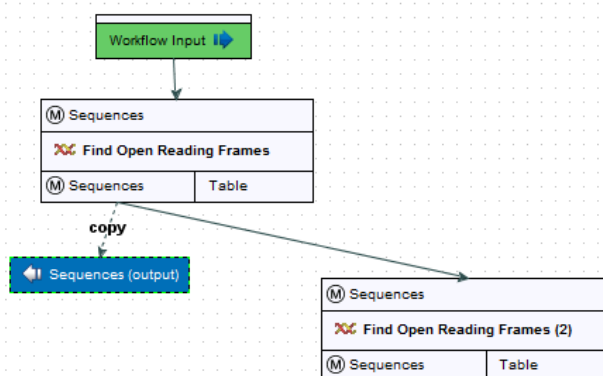 Workflow Input
M Sequences
Find Open Reading Frames
M Sequences Table
copy
Sequences (output)
M Sequences
Find Open Reading Frames (2)
M Sequences Table